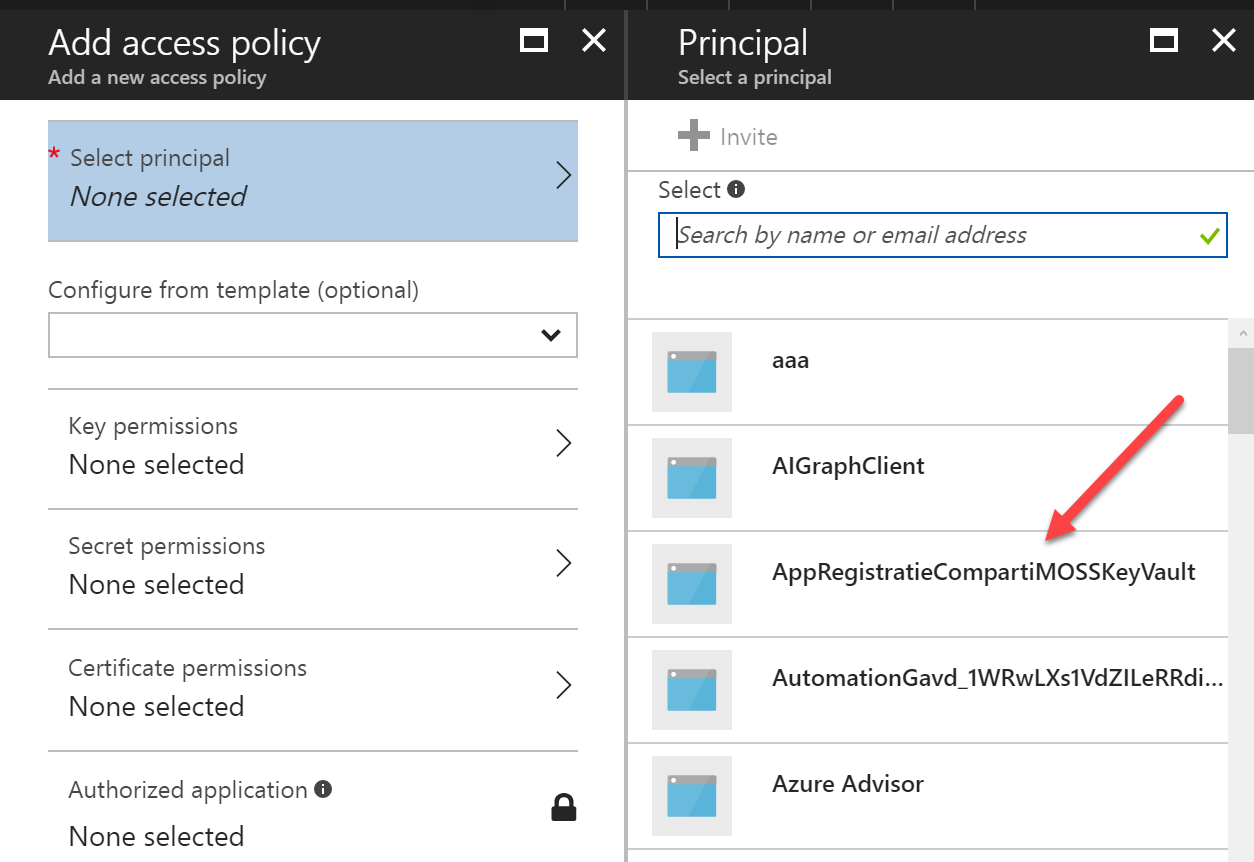 Add access policy
Add a new access policy
* Select principal
None selected
Configure from template (optional)
Key permissions
None selected
Secret permissions
None selected
Certificate permissions
None selected
Authorized application
None selected
Principal
Select a principal
Invite
Select
Search by name or email address
aaa
AIGraphClient
AppRegistratieCompartiMOSSKeyVault
AutomationGavd_1WRwLXs1VdZILeRRdi...
Azure Advisor